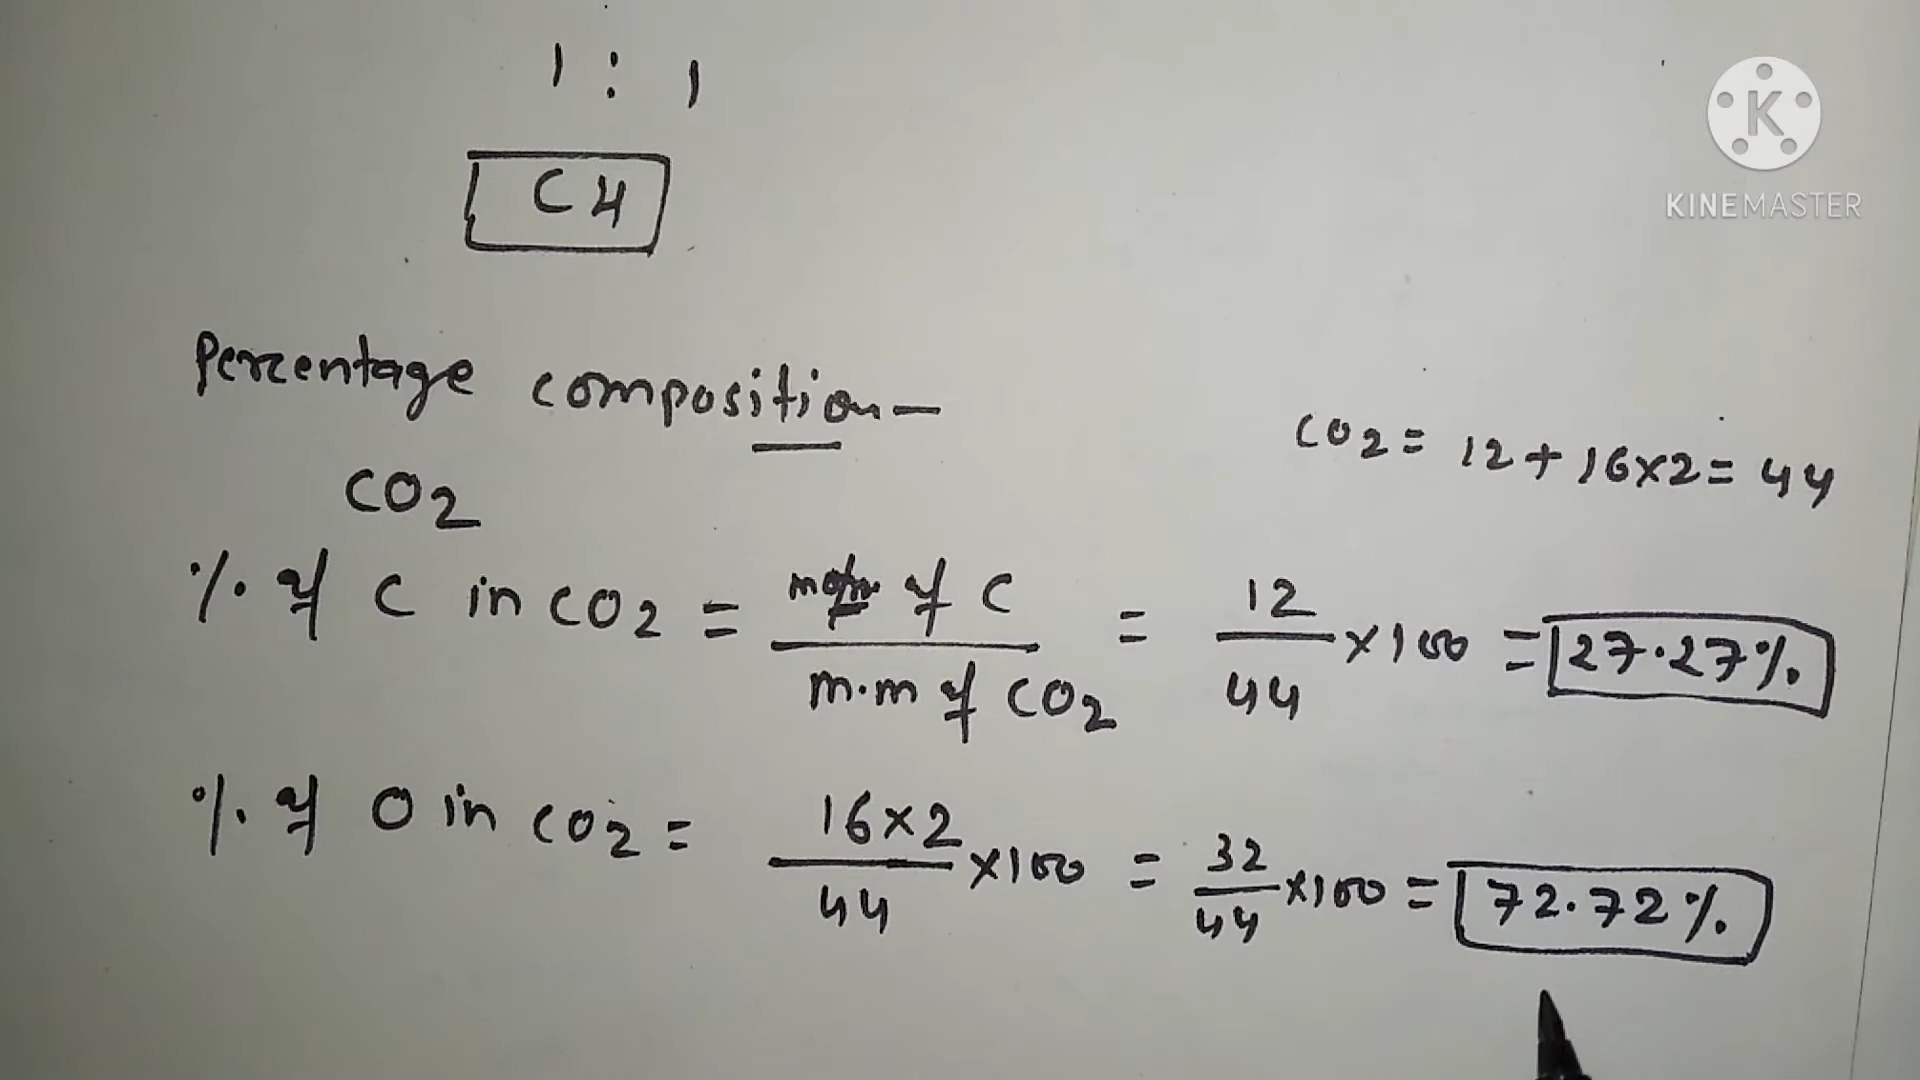 1 : 1
CH
KINEMASTER
Percentage composition—
CO2 = 12 + 16×2 = 44
CO2
% of C in CO2 = of C / m.m of CO2 = 12/44 ×100 = 27.27%
% of O in CO2 = 16×2/44 ×100 = 32/44 ×100 = 72.72%